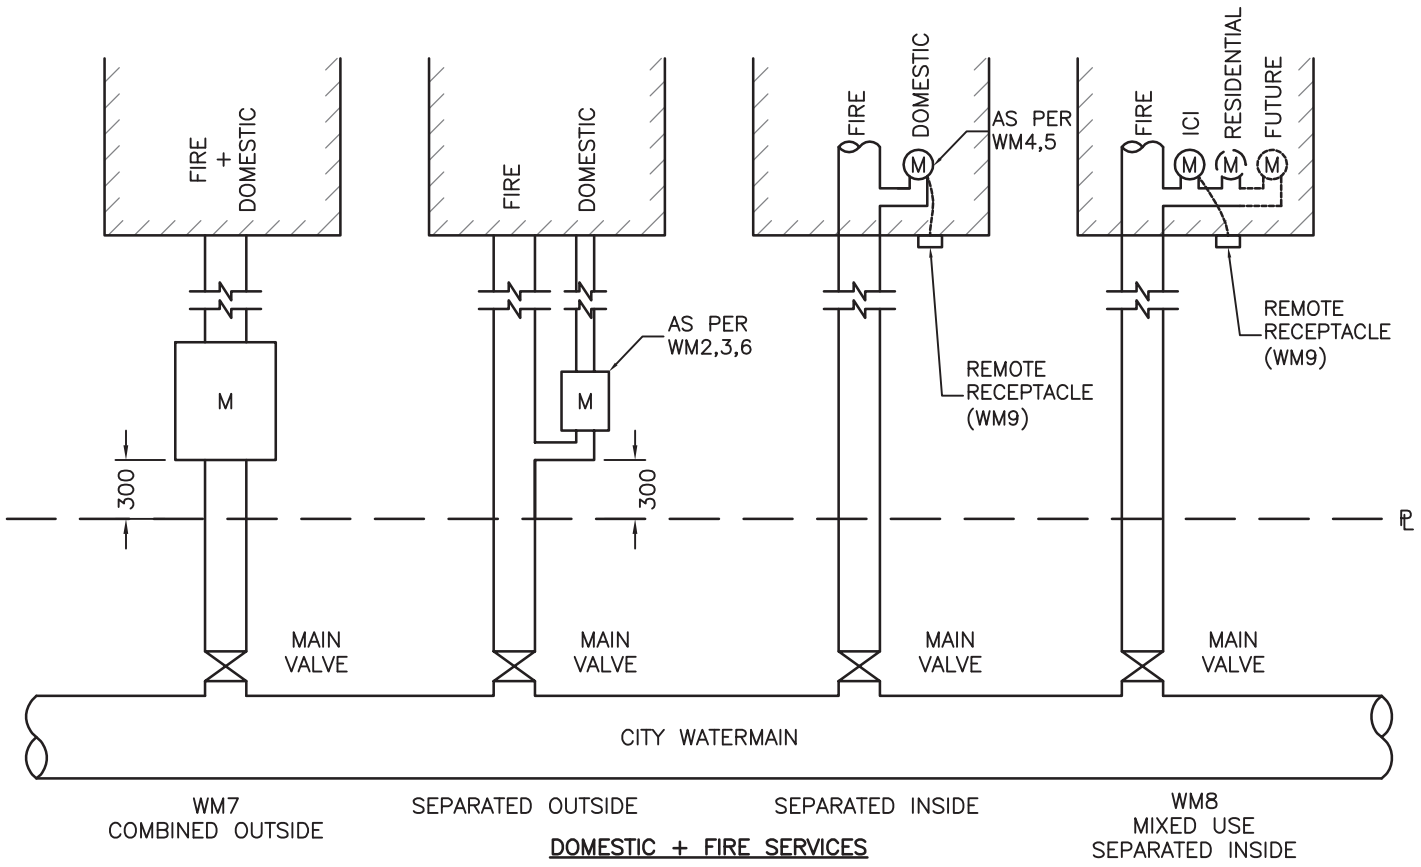 FIRE
+
DOMESTIC
FIRE
DOMESTIC
FIRE
DOMESTIC
AS PER
WM4,5
FIRE
ICI
RESIDENTIAL
FUTURE
M
M
M
M
AS PER
WM2,3,6
REMOTE
RECEPTACLE
(WM9)
REMOTE
RECEPTACLE
(WM9)
M
M
300
300
PL
MAIN
VALVE
MAIN
VALVE
MAIN
VALVE
MAIN
VALVE
CITY WATERMAIN
WM7
COMBINED OUTSIDE
SEPARATED OUTSIDE
SEPARATED INSIDE
WM8
MIXED USE
SEPARATED INSIDE
DOMESTIC + FIRE SERVICES